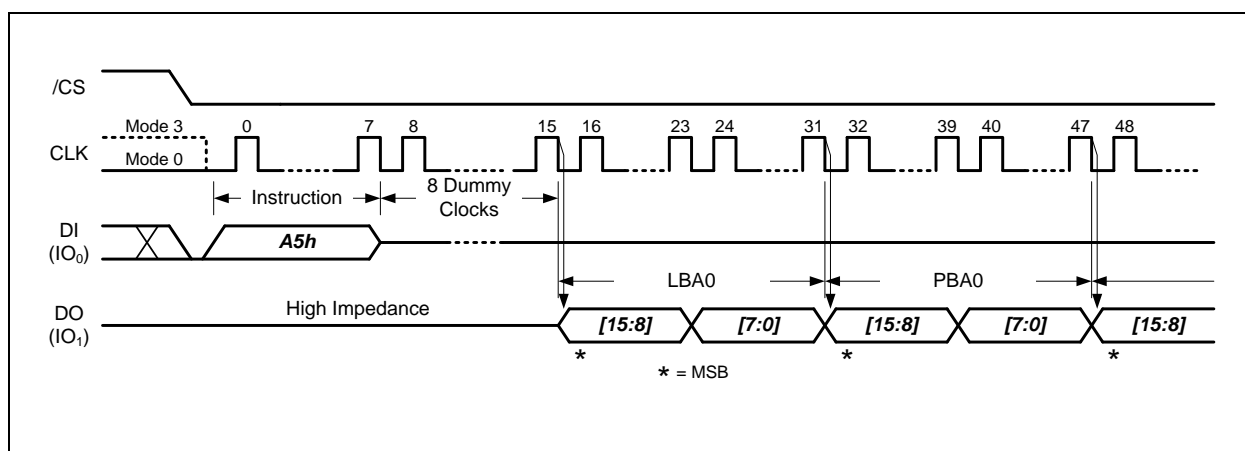 /CS
CLK
Mode 3
Mode 0
0 7 8 15 16 23 24 31 32 39 40 47 48
Instruction
8 Dummy
Clocks
DI
(IO0)
A5h
LBA0
PBA0
DO
(IO1)
High Impedance
[15:8] [7:0] [15:8] [7:0] [15:8]
* * *
* = MSB